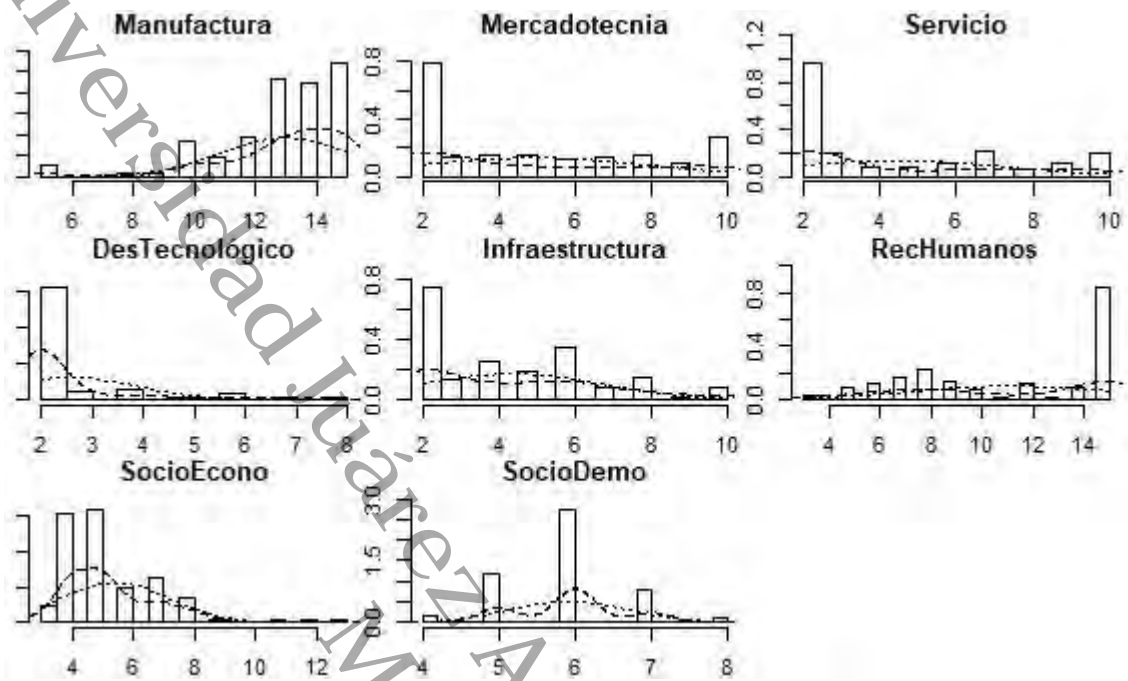 Manufactura
0.0 0.4 0.8
Mercadotecnia
0.0 0.4 0.8 1.2
Servicio
6 8 10 12 14
2 4 6 8 10
2 4 6 8 10
DesTecnológico
0.0 0.4 0.8
Infraestructura
0.0 0.4 0.8
RecHumanos
2 3 4 5 6 7 8
2 4 6 8 10
4 6 8 10 12 14
SocioEcono
0.0 1.5 3.0
SocioDemo
4 6 8 10 12
4 5 6 7 8
niversidad Juárez A